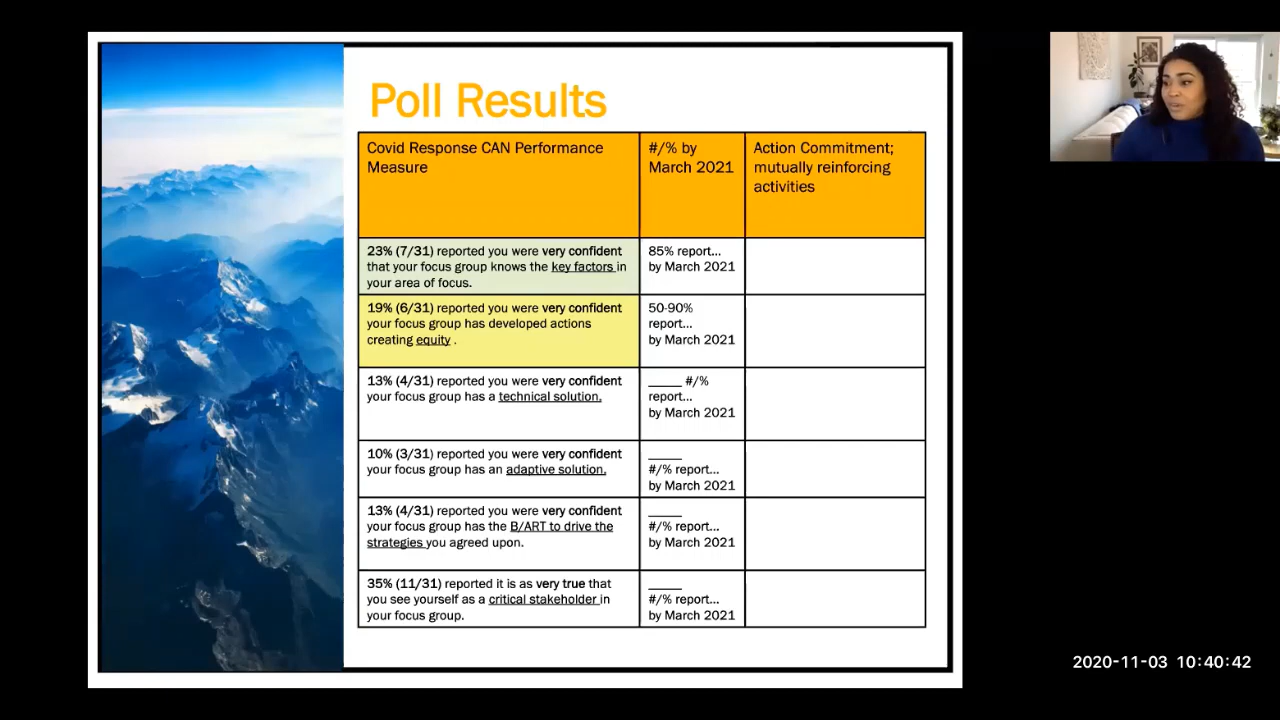 Poll Results
Covid Response CAN Performance
Measure
#/% by
March 2021
Action Commitment;
mutually reinforcing
activities
23% (7/31) reported you were very confident
that your focus group knows the key factors in
your area of focus.
85% report...
by March 2021
19% (6/31) reported you were very confident
your focus group has developed actions
creating equity .
50-90%
report...
by March 2021
13% (4/31) reported you were very confident
your focus group has a technical solution.
_____ #/%
report...
by March 2021
10% (3/31) reported you were very confident
your focus group has an adaptive solution.
_____
#/% report...
by March 2021
13% (4/31) reported you were very confident
your focus group has the B/ART to drive the
strategies you agreed upon.
_____
#/% report...
by March 2021
35% (11/31) reported it is as very true that
you see yourself as a critical stakeholder in
your focus group.
_____
#/% report...
by March 2021
2020-11-03 10:40:42